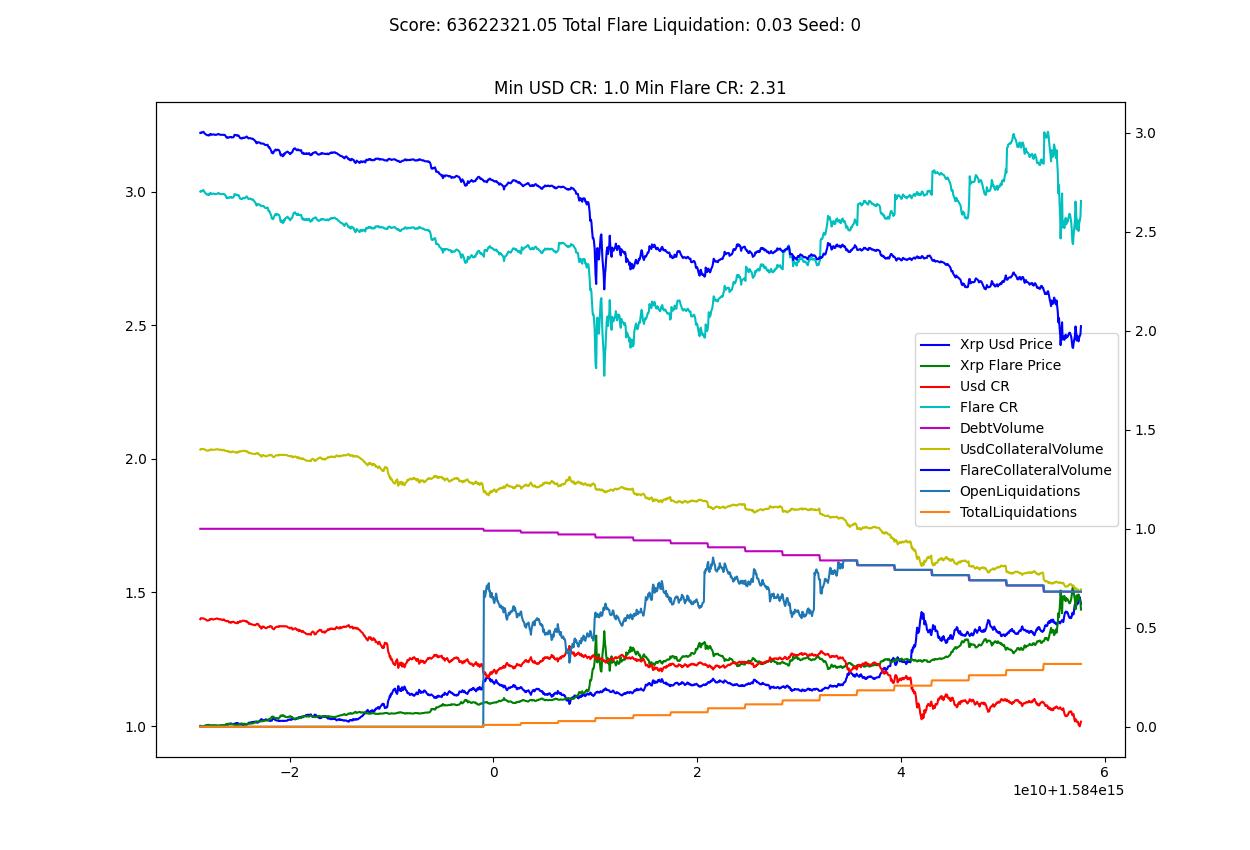 Score: 63622321.05 Total Flare Liquidation: 0.03 Seed: 0
Min USD CR: 1.0 Min Flare CR: 2.31
3.0
2.5
2.0
1.5
1.0
3.0
2.5
2.0
1.5
1.0
0.5
0.0
Xrp Usd Price
Xrp Flare Price
Usd CR
Flare CR
DebtVolume
UsdCollateralVolume
FlareCollateralVolume
OpenLiquidations
TotalLiquidations
−2 0 2 4 6
1e10+1.584e15